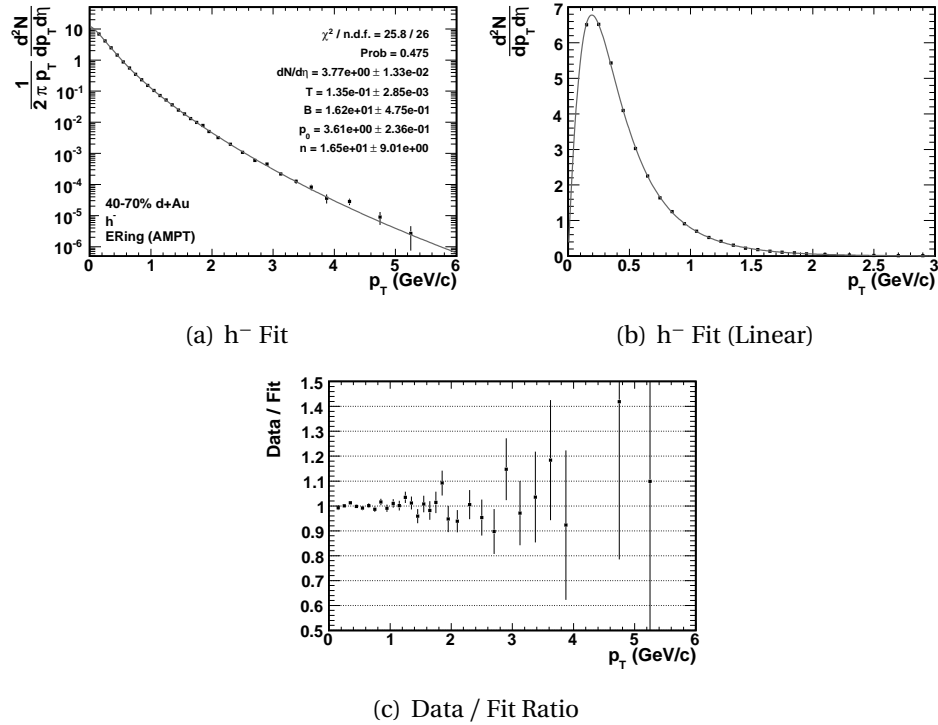 1 d²N
2 π p_T dp_T dη
χ² / n.d.f. = 25.8 / 26
Prob = 0.475
dN/dη = 3.77e+00 ± 1.33e-02
T = 1.35e-01 ± 2.85e-03
B = 1.62e+01 ± 4.75e-01
p_0 = 3.61e+00 ± 2.36e-01
n = 1.65e+01 ± 9.01e+00
10
1
10⁻¹
10⁻²
10⁻³
10⁻⁴
10⁻⁵
10⁻⁶
40-70% d+Au
h⁻
ERing (AMPT)
0 1 2 3 4 5 6
p_T (GeV/c)
(a) h⁻ Fit
d²N
dp_T dη
7
6
5
4
3
2
1
0
0 0.5 1 1.5 2 2.5 3
p_T (GeV/c)
(b) h⁻ Fit (Linear)
Data / Fit
1.5
1.4
1.3
1.2
1.1
1
0.9
0.8
0.7
0.6
0.5
0 1 2 3 4 5 6
p_T (GeV/c)
(c) Data / Fit Ratio